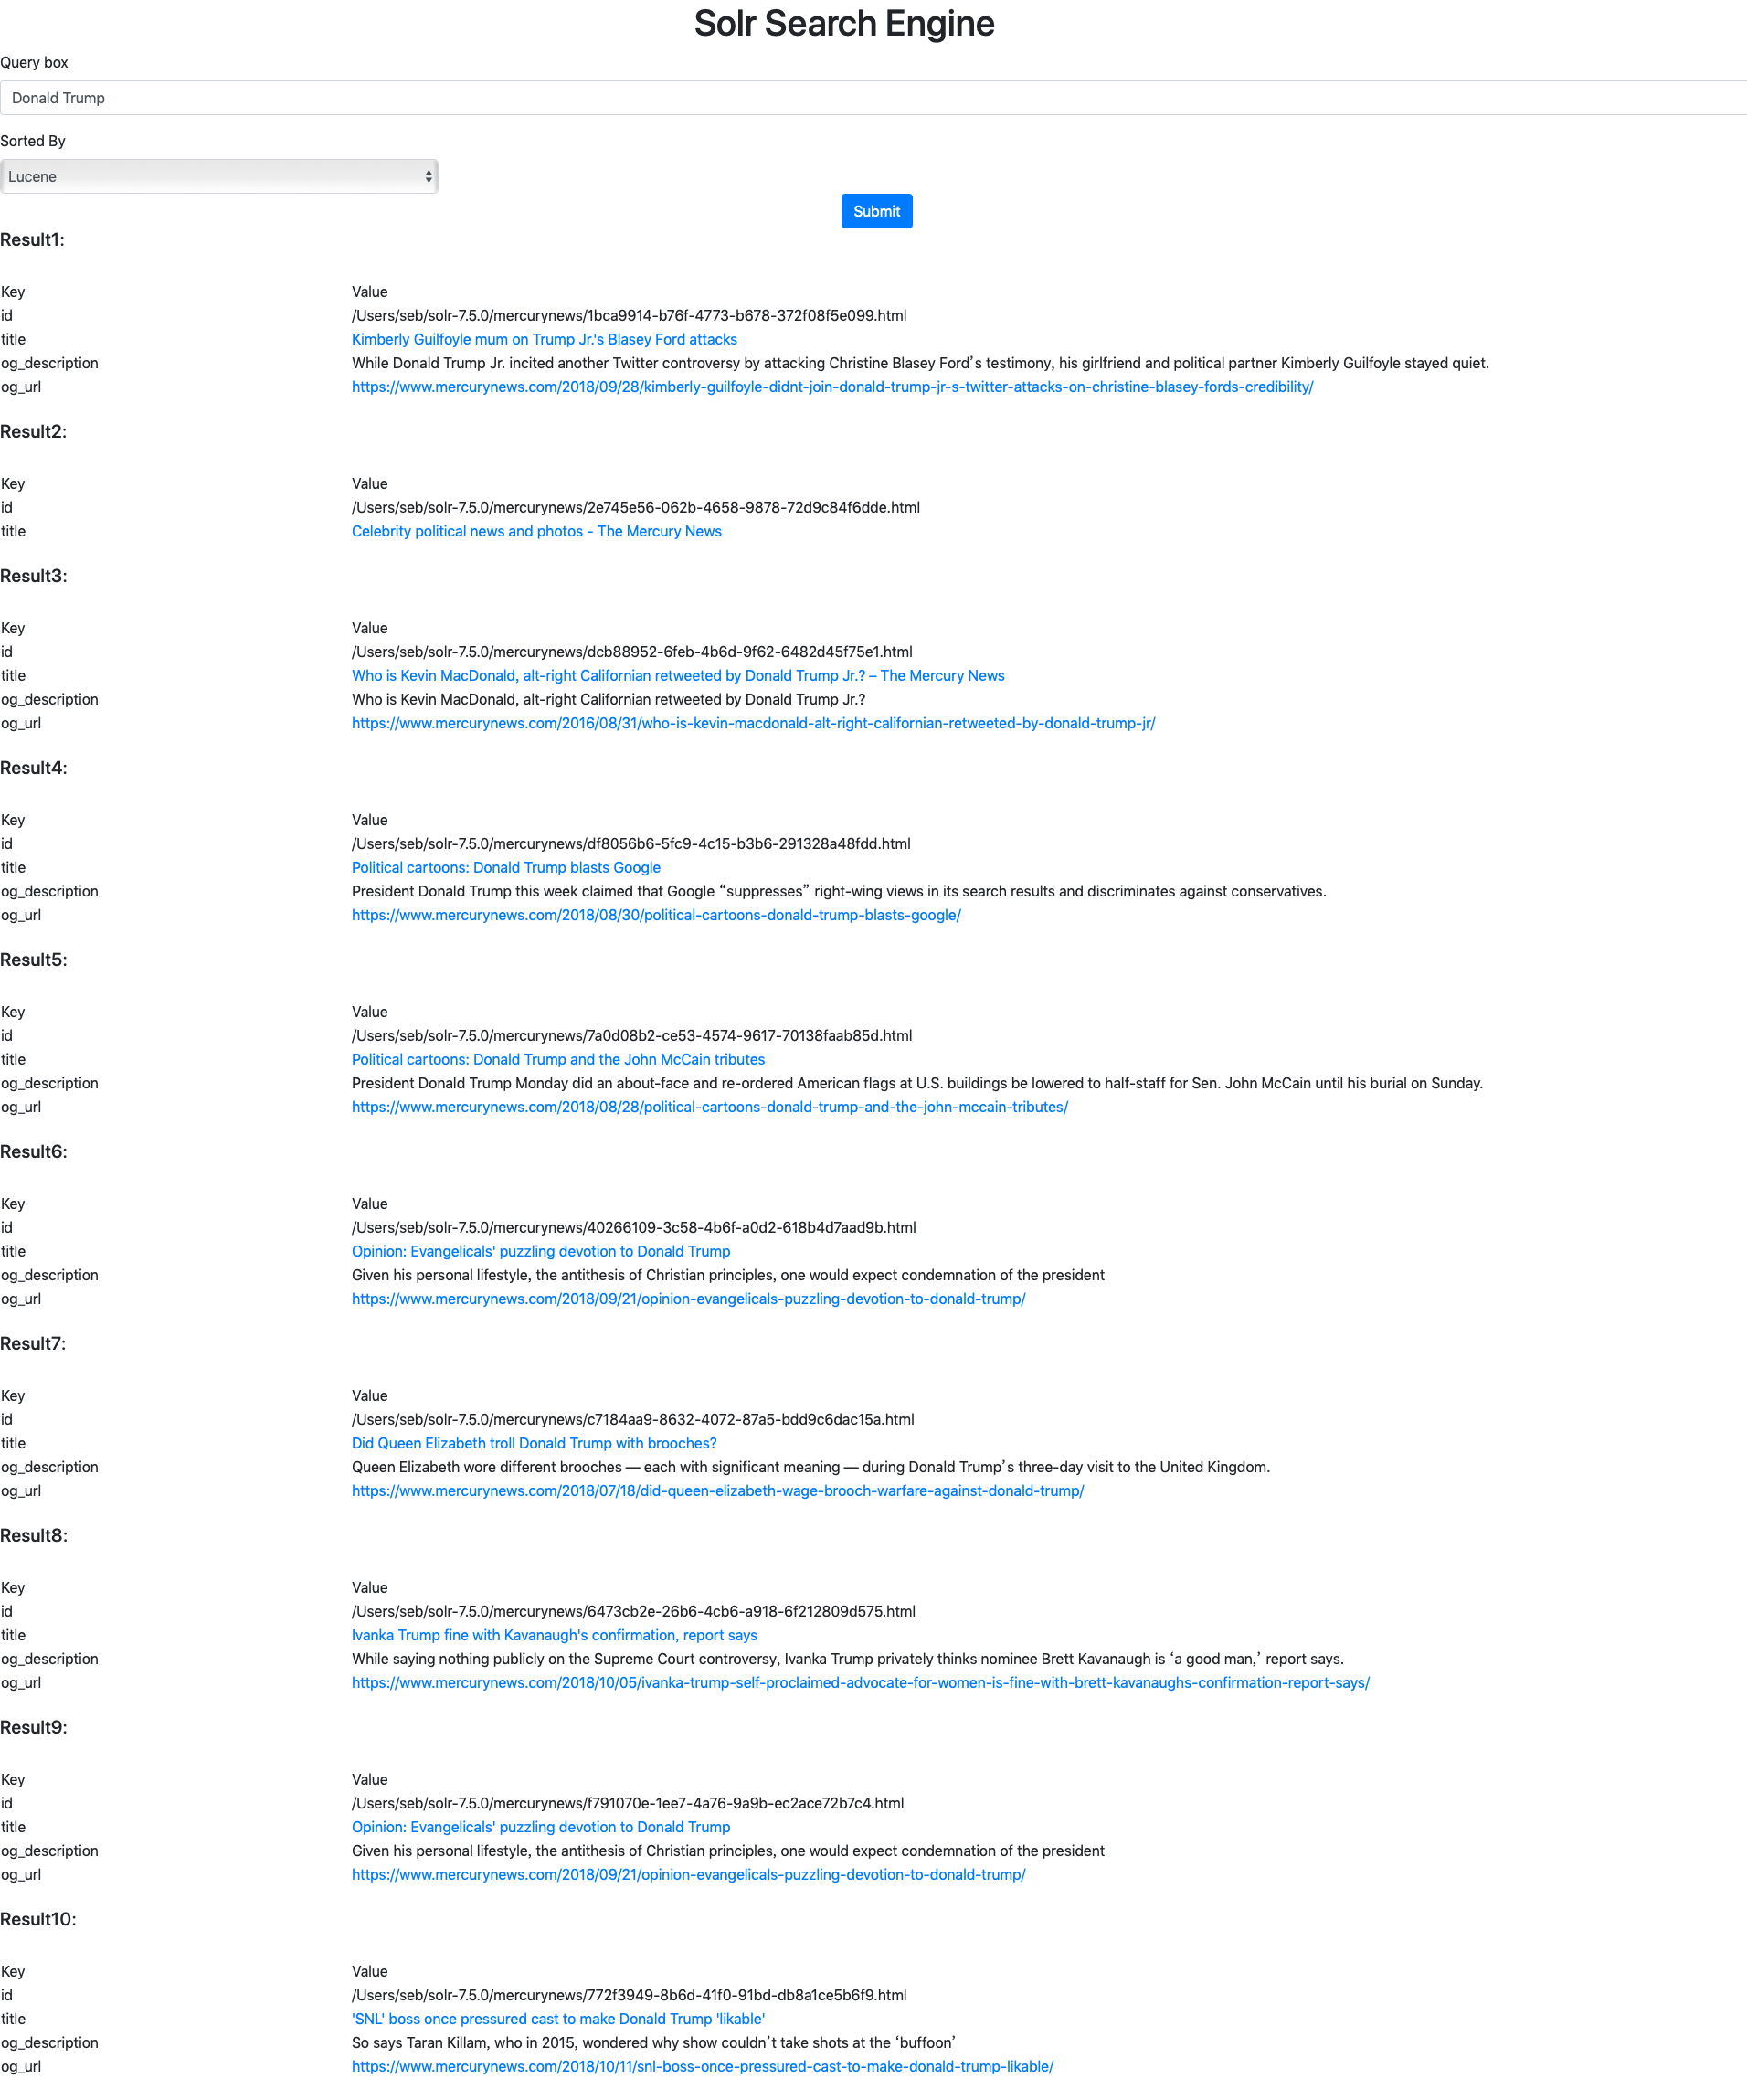 Solr Search Engine
Query box
Donald Trump
Sorted By
Lucene
Submit
Result1:
Key Value
id /Users/seb/solr-7.5.0/mercurynews/1bca9914-b76f-4773-b678-372f08f5e099.html
title Kimberly Guilfoyle mum on Trump Jr.'s Blasey Ford attacks
og_description While Donald Trump Jr. incited another Twitter controversy by attacking Christine Blasey Ford’s testimony, his girlfriend and political partner Kimberly Guilfoyle stayed quiet.
og_url https://www.mercurynews.com/2018/09/28/kimberly-guilfoyle-didnt-join-donald-trump-jr-s-twitter-attacks-on-christine-blasey-fords-credibility/
Result2:
Key Value
id /Users/seb/solr-7.5.0/mercurynews/2e745e56-062b-4658-9878-72d9c84f6dde.html
title Celebrity political news and photos - The Mercury News
Result3:
Key Value
id /Users/seb/solr-7.5.0/mercurynews/dcb88952-6feb-4b6d-9f62-6482d45f75e1.html
title Who is Kevin MacDonald, alt-right Californian retweeted by Donald Trump Jr.? – The Mercury News
og_description Who is Kevin MacDonald, alt-right Californian retweeted by Donald Trump Jr.?
og_url https://www.mercurynews.com/2016/08/31/who-is-kevin-macdonald-alt-right-californian-retweeted-by-donald-trump-jr/
Result4:
Key Value
id /Users/seb/solr-7.5.0/mercurynews/df8056b6-5fc9-4c15-b3b6-291328a48fdd.html
title Political cartoons: Donald Trump blasts Google
og_description President Donald Trump this week claimed that Google “suppresses” right-wing views in its search results and discriminates against conservatives.
og_url https://www.mercurynews.com/2018/08/30/political-cartoons-donald-trump-blasts-google/
Result5:
Key Value
id /Users/seb/solr-7.5.0/mercurynews/7a0d08b2-ce53-4574-9617-70138faab85d.html
title Political cartoons: Donald Trump and the John McCain tributes
og_description President Donald Trump Monday did an about-face and re-ordered American flags at U.S. buildings be lowered to half-staff for Sen. John McCain until his burial on Sunday.
og_url https://www.mercurynews.com/2018/08/28/political-cartoons-donald-trump-and-the-john-mccain-tributes/
Result6:
Key Value
id /Users/seb/solr-7.5.0/mercurynews/40266109-3c58-4b6f-a0d2-618b4d7aad9b.html
title Opinion: Evangelicals' puzzling devotion to Donald Trump
og_description Given his personal lifestyle, the antithesis of Christian principles, one would expect condemnation of the president
og_url https://www.mercurynews.com/2018/09/21/opinion-evangelicals-puzzling-devotion-to-donald-trump/
Result7:
Key Value
id /Users/seb/solr-7.5.0/mercurynews/c7184aa9-8632-4072-87a5-bdd9c6dac15a.html
title Did Queen Elizabeth troll Donald Trump with brooches?
og_description Queen Elizabeth wore different brooches — each with significant meaning — during Donald Trump’s three-day visit to the United Kingdom.
og_url https://www.mercurynews.com/2018/07/18/did-queen-elizabeth-wage-brooch-warfare-against-donald-trump/
Result8:
Key Value
id /Users/seb/solr-7.5.0/mercurynews/6473cb2e-26b6-4cb6-a918-6f212809d575.html
title Ivanka Trump fine with Kavanaugh's confirmation, report says
og_description While saying nothing publicly on the Supreme Court controversy, Ivanka Trump privately thinks nominee Brett Kavanaugh is ‘a good man,’ report says.
og_url https://www.mercurynews.com/2018/10/05/ivanka-trump-self-proclaimed-advocate-for-women-is-fine-with-brett-kavanaughs-confirmation-report-says/
Result9:
Key Value
id /Users/seb/solr-7.5.0/mercurynews/f791070e-1ee7-4a76-9a9b-ec2ace72b7c4.html
title Opinion: Evangelicals' puzzling devotion to Donald Trump
og_description Given his personal lifestyle, the antithesis of Christian principles, one would expect condemnation of the president
og_url https://www.mercurynews.com/2018/09/21/opinion-evangelicals-puzzling-devotion-to-donald-trump/
Result10:
Key Value
id /Users/seb/solr-7.5.0/mercurynews/772f3949-8b6d-41f0-91bd-db8a1ce5b6f9.html
title 'SNL' boss once pressured cast to make Donald Trump 'likable'
og_description So says Taran Killam, who in 2015, wondered why show couldn’t take shots at the ‘buffoon’
og_url https://www.mercurynews.com/2018/10/11/snl-boss-once-pressured-cast-to-make-donald-trump-likable/